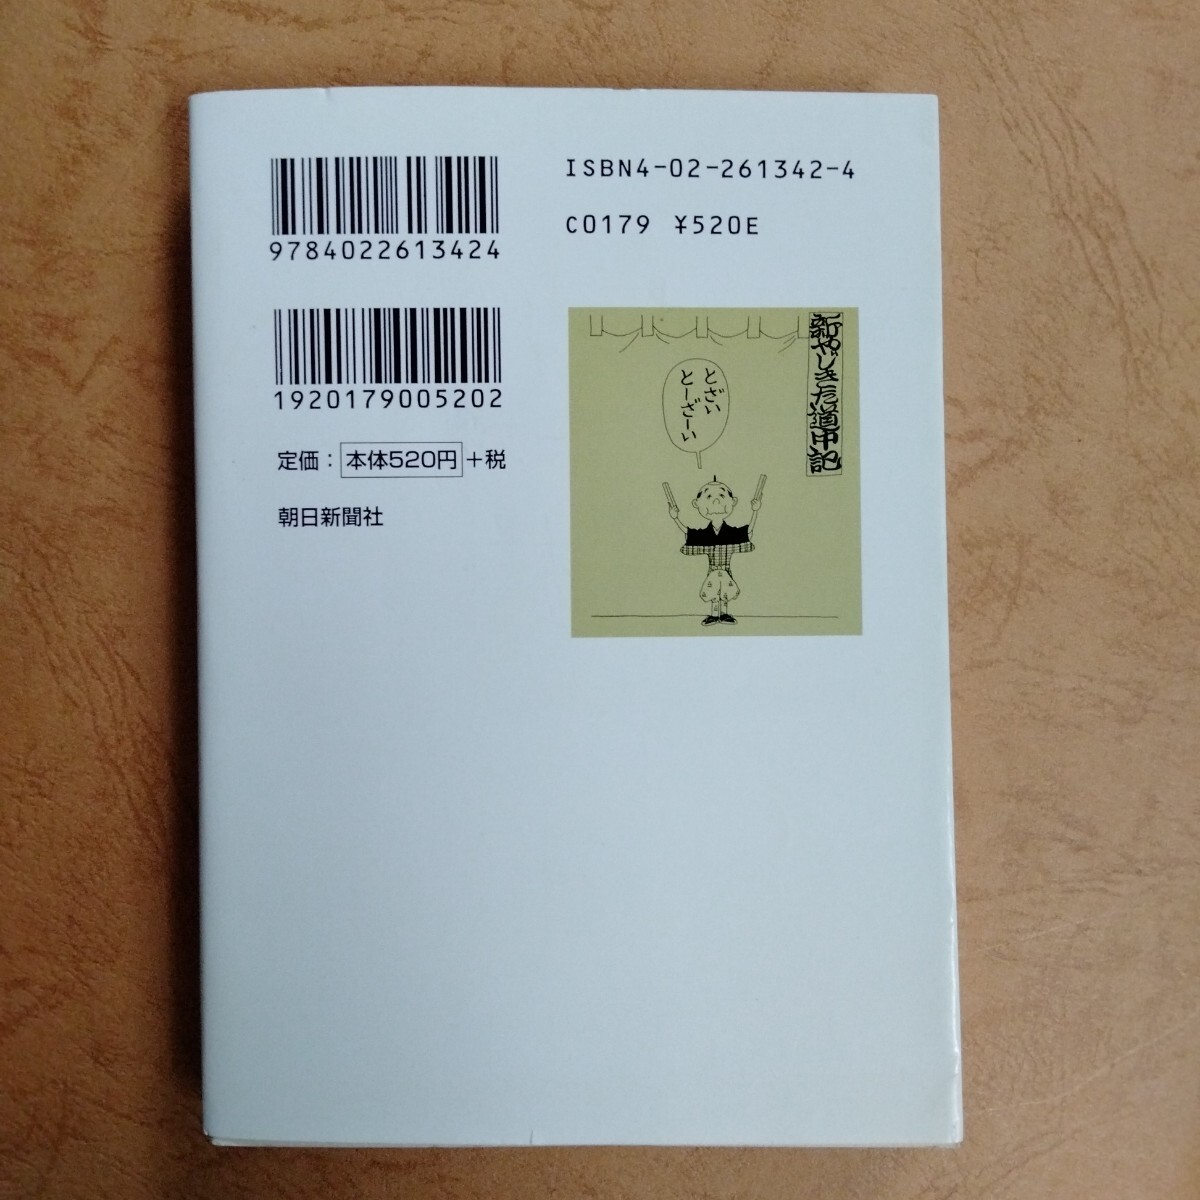 9784022613424
ISBN4-02-261342-4
C0179 ¥520E
1920179005202
定価：本体520円+税
朝日新聞社
新やじきた道中記
とざい
とーざーい